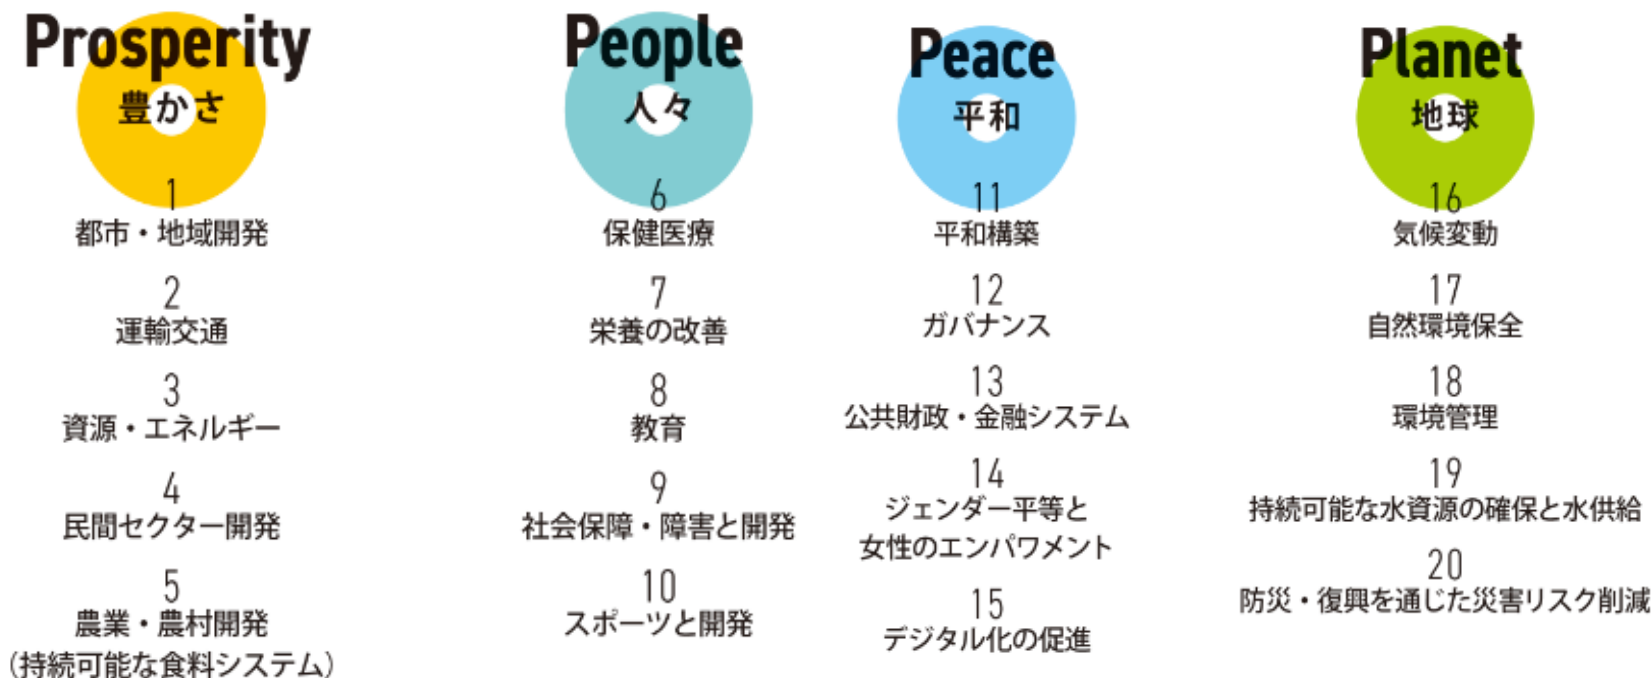 Prosperity
豊かさ
1
都市・地域開発
2
運輸交通
3
資源・エネルギー
4
民間セクター開発
5
農業・農村開発
（持続可能な食料システム）
People
人々
6
保健医療
7
栄養の改善
8
教育
9
社会保障・障害と開発
10
スポーツと開発
Peace
平和
11
平和構築
12
ガバナンス
13
公共財政・金融システム
14
ジェンダー平等と
女性のエンパワメント
15
デジタル化の促進
Planet
地球
16
気候変動
17
自然環境保全
18
環境管理
19
持続可能な水資源の確保と水供給
20
防災・復興を通じた災害リスク削減